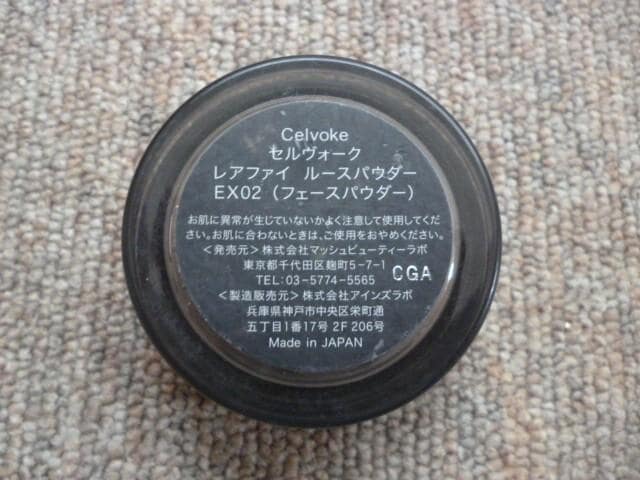 Celvoke
セルヴォーク
レアファイ ルースパウダー
EX02（フェースパウダー）
お肌に異常が生じていないかよく注意して使用してくだ
さい。お肌に合わないときは、ご使用をおやめください。
＜発売元＞株式会社マッシュビューティーラボ
東京都千代田区麹町5-7-1
TEL: 03-5774-5565
CGA
＜製造販売元＞株式会社アインズラボ
兵庫県神戸市中央区栄町通
五丁目1番17号 2F 206号
Made in JAPAN